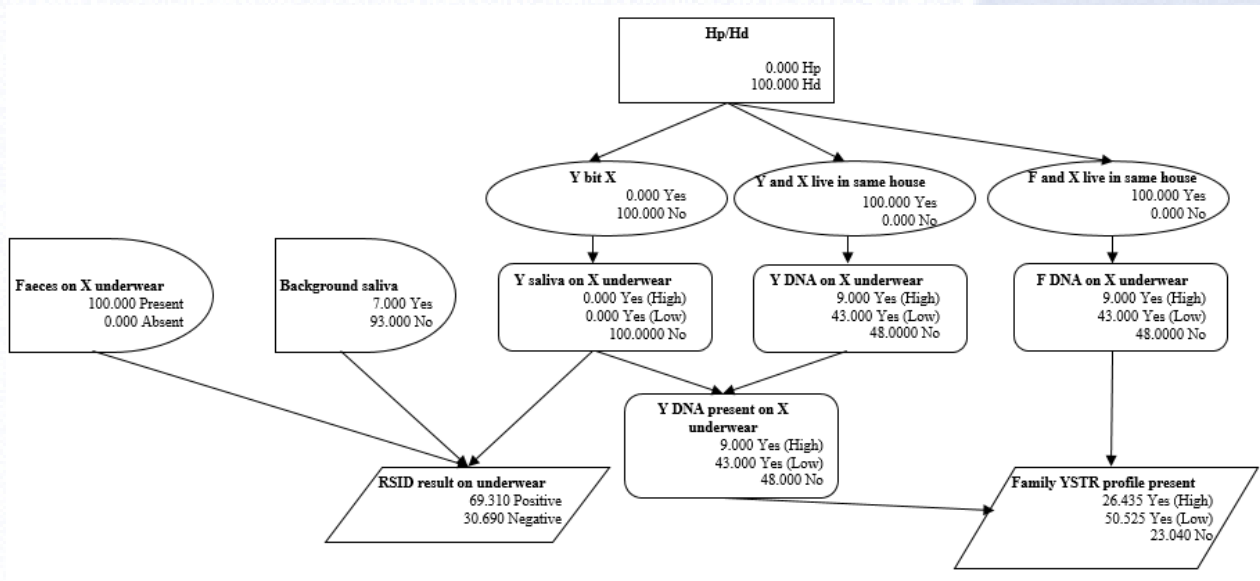 Hp/Hd
0.000 Hp
100.000 Hd
Y bit X
0.000 Yes
100.000 No
Y and X live in same house
100.000 Yes
0.000 No
F and X live in same house
100.000 Yes
0.000 No
Faeces on X underwear
100.000 Present
0.000 Absent
Background saliva
7.000 Yes
93.000 No
Y saliva on X underwear
0.000 Yes (High)
0.000 Yes (Low)
100.0000 No
Y DNA on X underwear
9.000 Yes (High)
43.000 Yes (Low)
48.0000 No
F DNA on X underwear
9.000 Yes (High)
43.000 Yes (Low)
48.0000 No
Y DNA present on X
underwear
9.000 Yes (High)
43.000 Yes (Low)
48.000 No
RSID result on underwear
69.310 Positive
30.690 Negative
Family YSTR profile present
26.435 Yes (High)
50.525 Yes (Low)
23.040 No